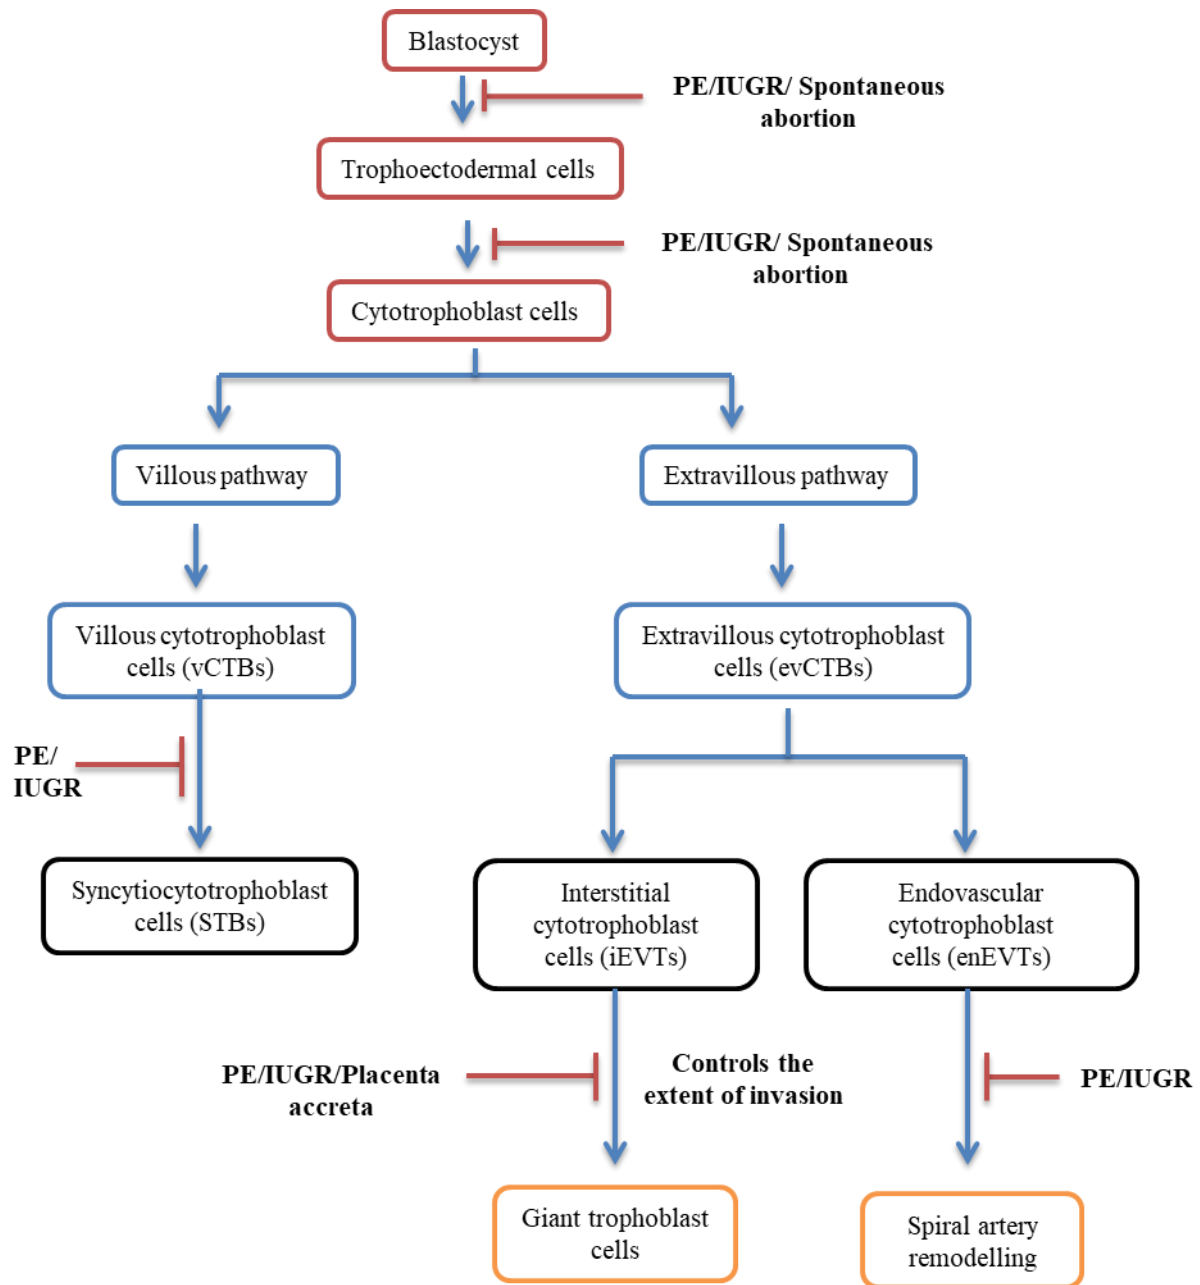 Blastocyst
PE/IUGR/ Spontaneous
abortion
Trophoectodermal cells
PE/IUGR/ Spontaneous
abortion
Cytotrophoblast cells
Villous pathway
Extravillous pathway
Villous cytotrophoblast
cells (vCTBs)
Extravillous cytotrophoblast
cells (evCTBs)
PE/
IUGR
Syncytiocytotrophoblast
cells (STBs)
Interstitial
cytotrophoblast
cells (iEVTs)
Endovascular
cytotrophoblast
cells (enEVTs)
PE/IUGR/Placenta
accreta
Controls the
extent of invasion
PE/IUGR
Giant trophoblast
cells
Spiral artery
remodelling